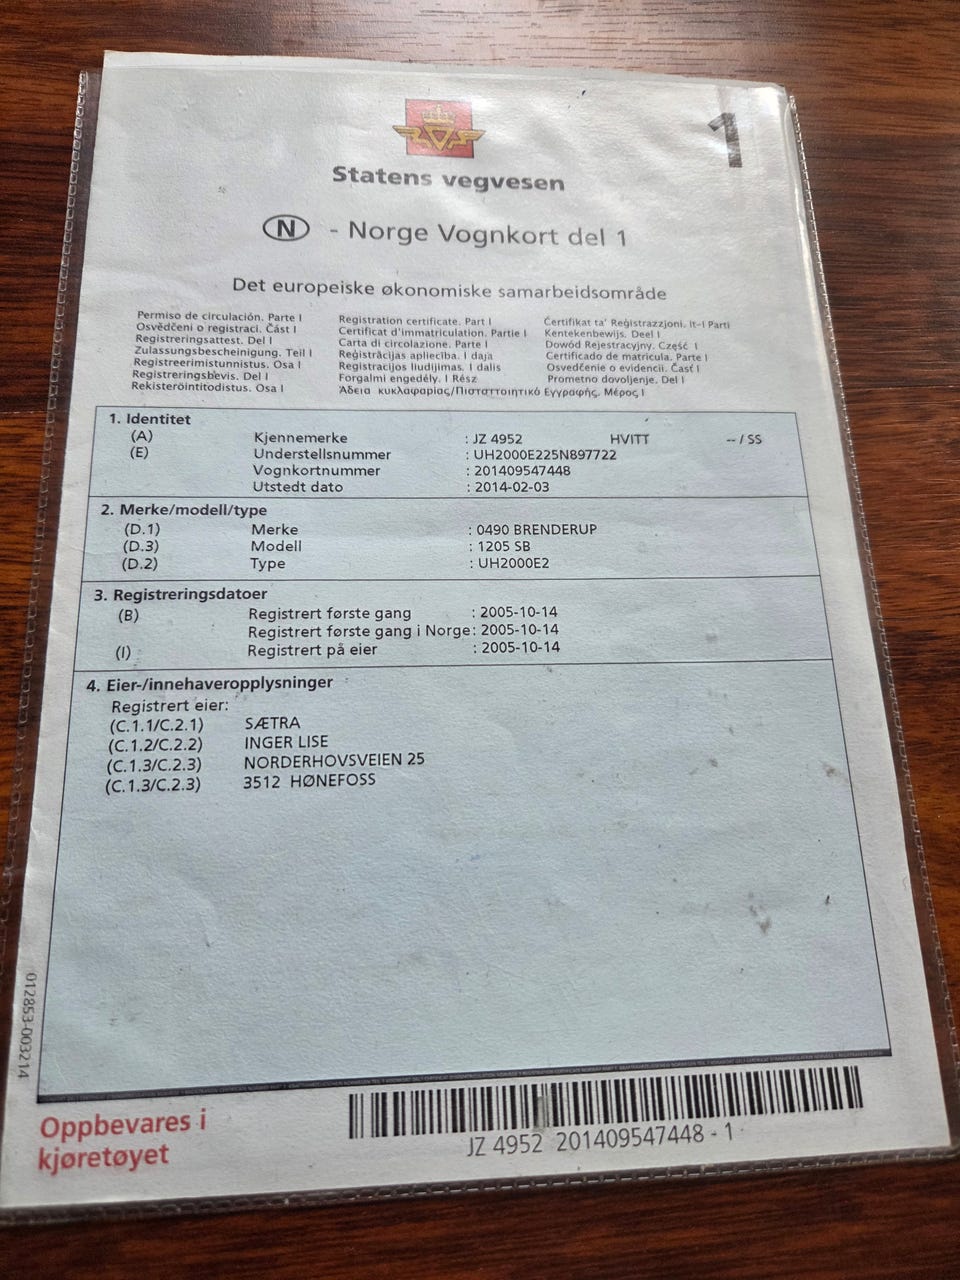 1
Statens vegvesen
N - Norge Vognkort del 1
Det europeiske økonomiske samarbeidsområde
Permiso de circulación. Parte I
Osvědčeni o registraci. Část I
Registreringsattest. Del I
Zulassungsbescheinigung. Teil I
Registreerimistunnistus. Osa I
Registreringsbevis. Del I
Rekisteröintitodistus. Osa I
Registration certificate. Part I
Certificat d'immatriculation. Partie I
Carta di circolazione. Parte I
Reģistrācijas apliecība. I daja
Registracijos liudijimas. I dalis
Forgalmi engedély. I Rész
Άδεια κυκλαφαρίας/Πιστοποιητικό Εγγραφής. Μέρος I
Ċertifikat ta' Reġistrazzjoni. It-I Parti
Kentekenbewijs. Deel I
Dowód Rejestracyjny. Część I
Certificado de matrícula. Parte I
Osvedčenie o evidencii. Časť I
Prometno dovoljenje. Del I
1. Identitet
(A) Kjennemerke : JZ 4952 HVITT -- / SS
(E) Understellsnummer : UH2000E225N897722
Vognkortnummer : 201409547448
Utstedt dato : 2014-02-03
2. Merke/modell/type
(D.1) Merke : 0490 BRENDERUP
(D.3) Modell : 1205 SB
(D.2) Type : UH2000E2
3. Registreringsdatoer
(B) Registrert første gang : 2005-10-14
Registrert første gang i Norge : 2005-10-14
(I) Registrert på eier : 2005-10-14
4. Eier-/innehaveropplysninger
Registrert eier:
(C.1.1/C.2.1) SÆTRA
(C.1.2/C.2.2) INGER LISE
(C.1.3/C.2.3) NORDERHOVSVEIEN 25
(C.1.3/C.2.3) 3512 HØNEFOSS
012853-003214
Oppbevares i
kjøretøyet
JZ 4952 201409547448 - 1